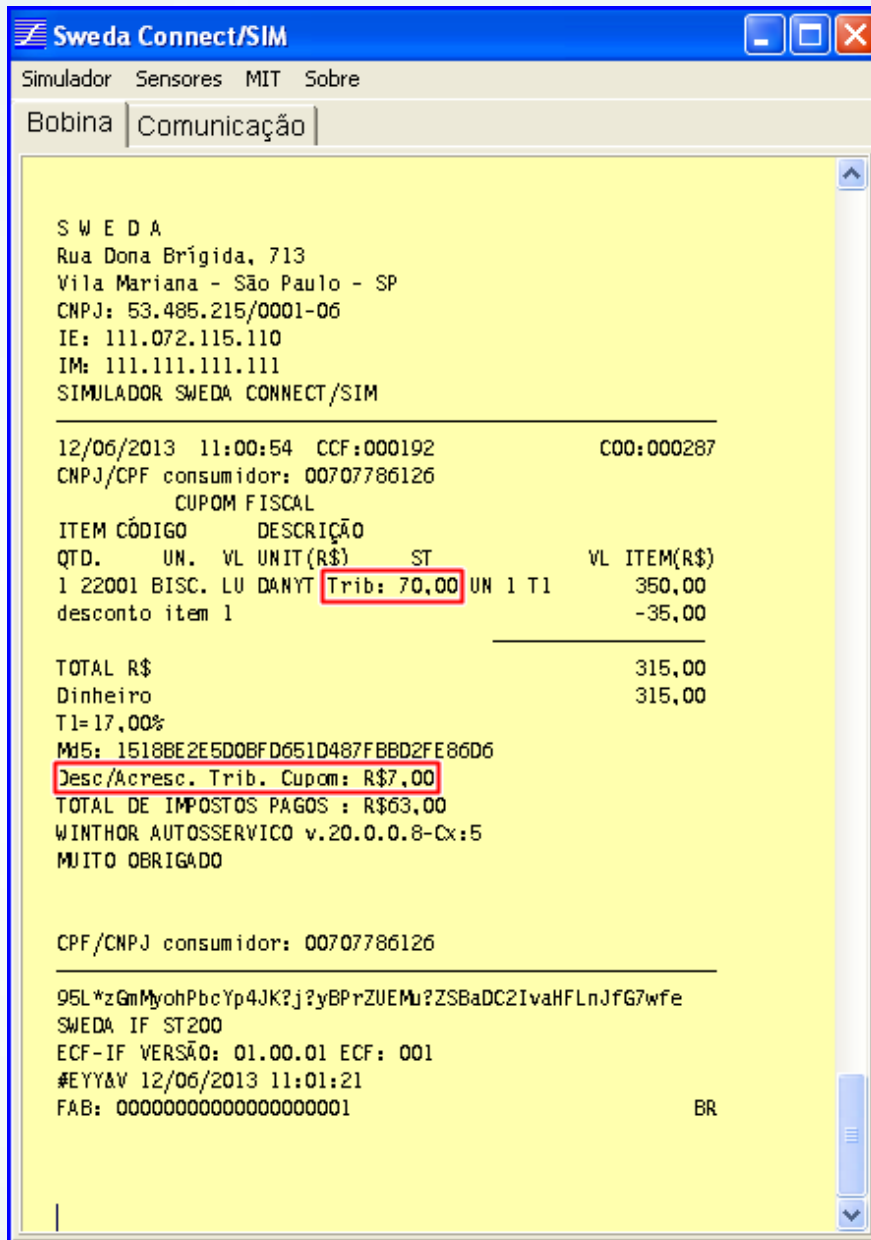 Sweda Connect/SIM
Simulador Sensores MIT Sobre
Bobina Comunicação
S W E D A
Rua Dona Brígida, 713
Vila Mariana - São Paulo - SP
CNPJ: 53.485.215/0001-06
IE: 111.072.115.110
IM: 111.111.111.111
SIMULADOR SWEDA CONNECT/SIM
12/06/2013 11:00:54 CCF:000192 COO:000287
CNPJ/CPF consumidor: 00707786126
CUPOM FISCAL
ITEM CÓDIGO DESCRIÇÃO
QTD. UN. VL UNIT(R$) ST VL ITEM(R$)
1 22001 BISC. LU DANYT Trib: 70,00 UN 1 T1 350,00
desconto item 1 -35,00
TOTAL R$ 315,00
Dinheiro 315,00
T1=17,00%
Md5: 1518BE2E5D0BFD651D487FBBD2FE86D6
Desc/Acresc. Trib. Cupom: R$7,00
TOTAL DE IMPOSTOS PAGOS : R$63,00
WINTHOR AUTOSSERVICO v.20.0.0.8-Cx:5
MUITO OBRIGADO
CPF/CNPJ consumidor: 00707786126
95L*zGmMyohPbcYp4JK?j?yBPrZUEMu?ZSBaDC2IvaHFLnJfG7wfe
SWEDA IF ST200
ECF-IF VERSÃO: 01.00.01 ECF: 001
#EYY&V 12/06/2013 11:01:21
FAB: 00000000000000000001 BR